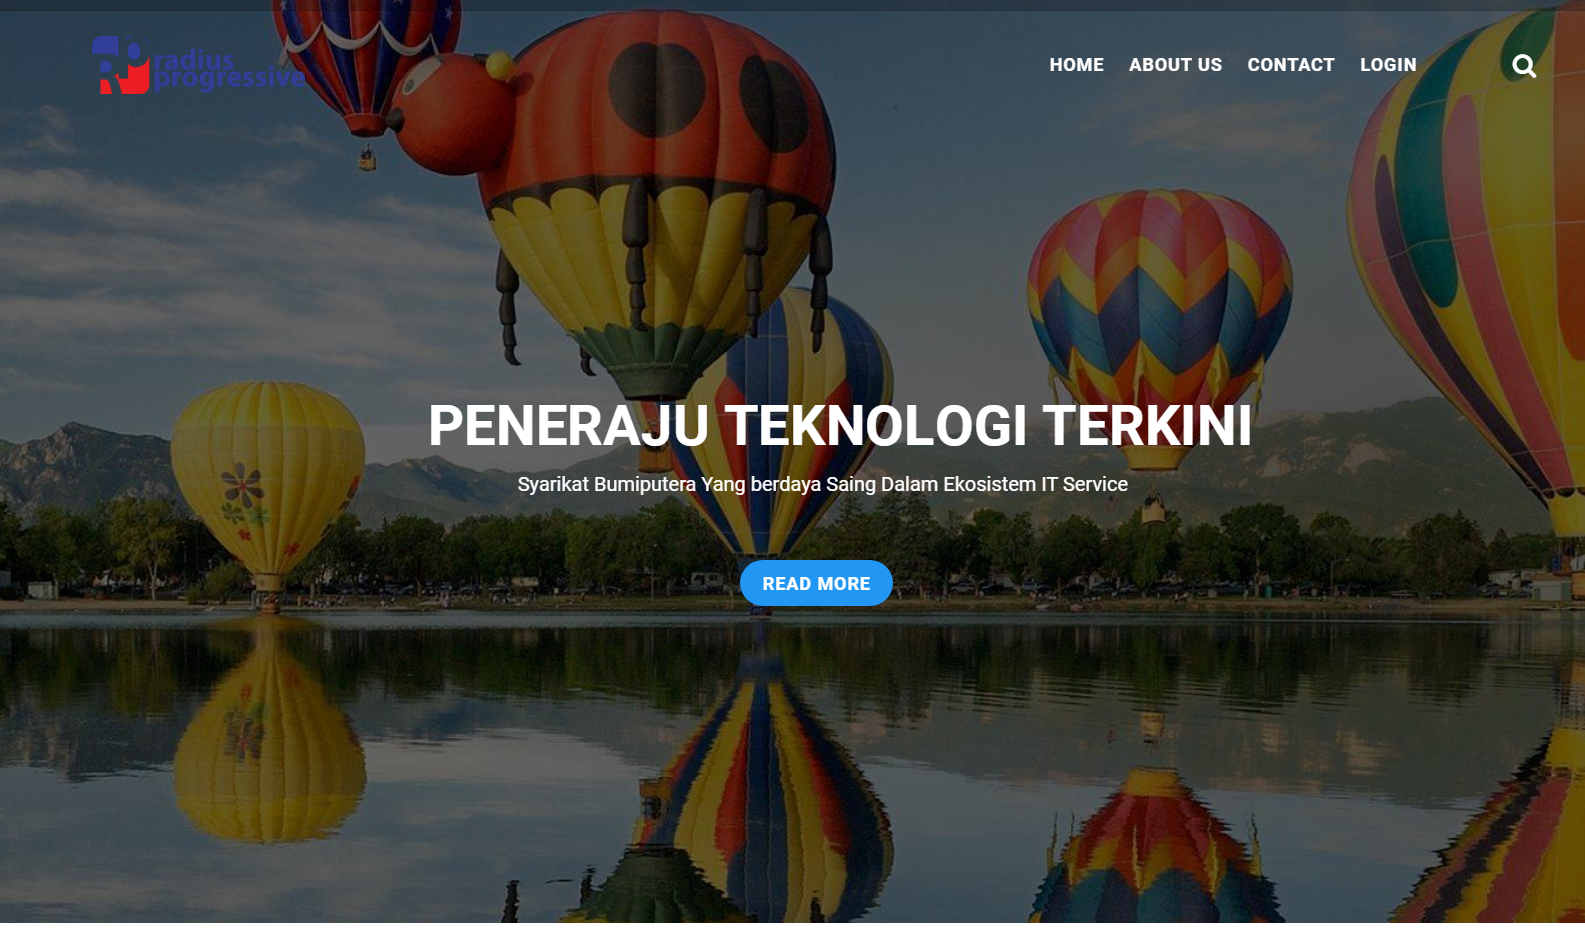 radius
progressive
HOME ABOUT US CONTACT LOGIN
PENERAJU TEKNOLOGI TERKINI
Syarikat Bumiputera Yang berdaya Saing Dalam Ekosistem IT Service
READ MORE